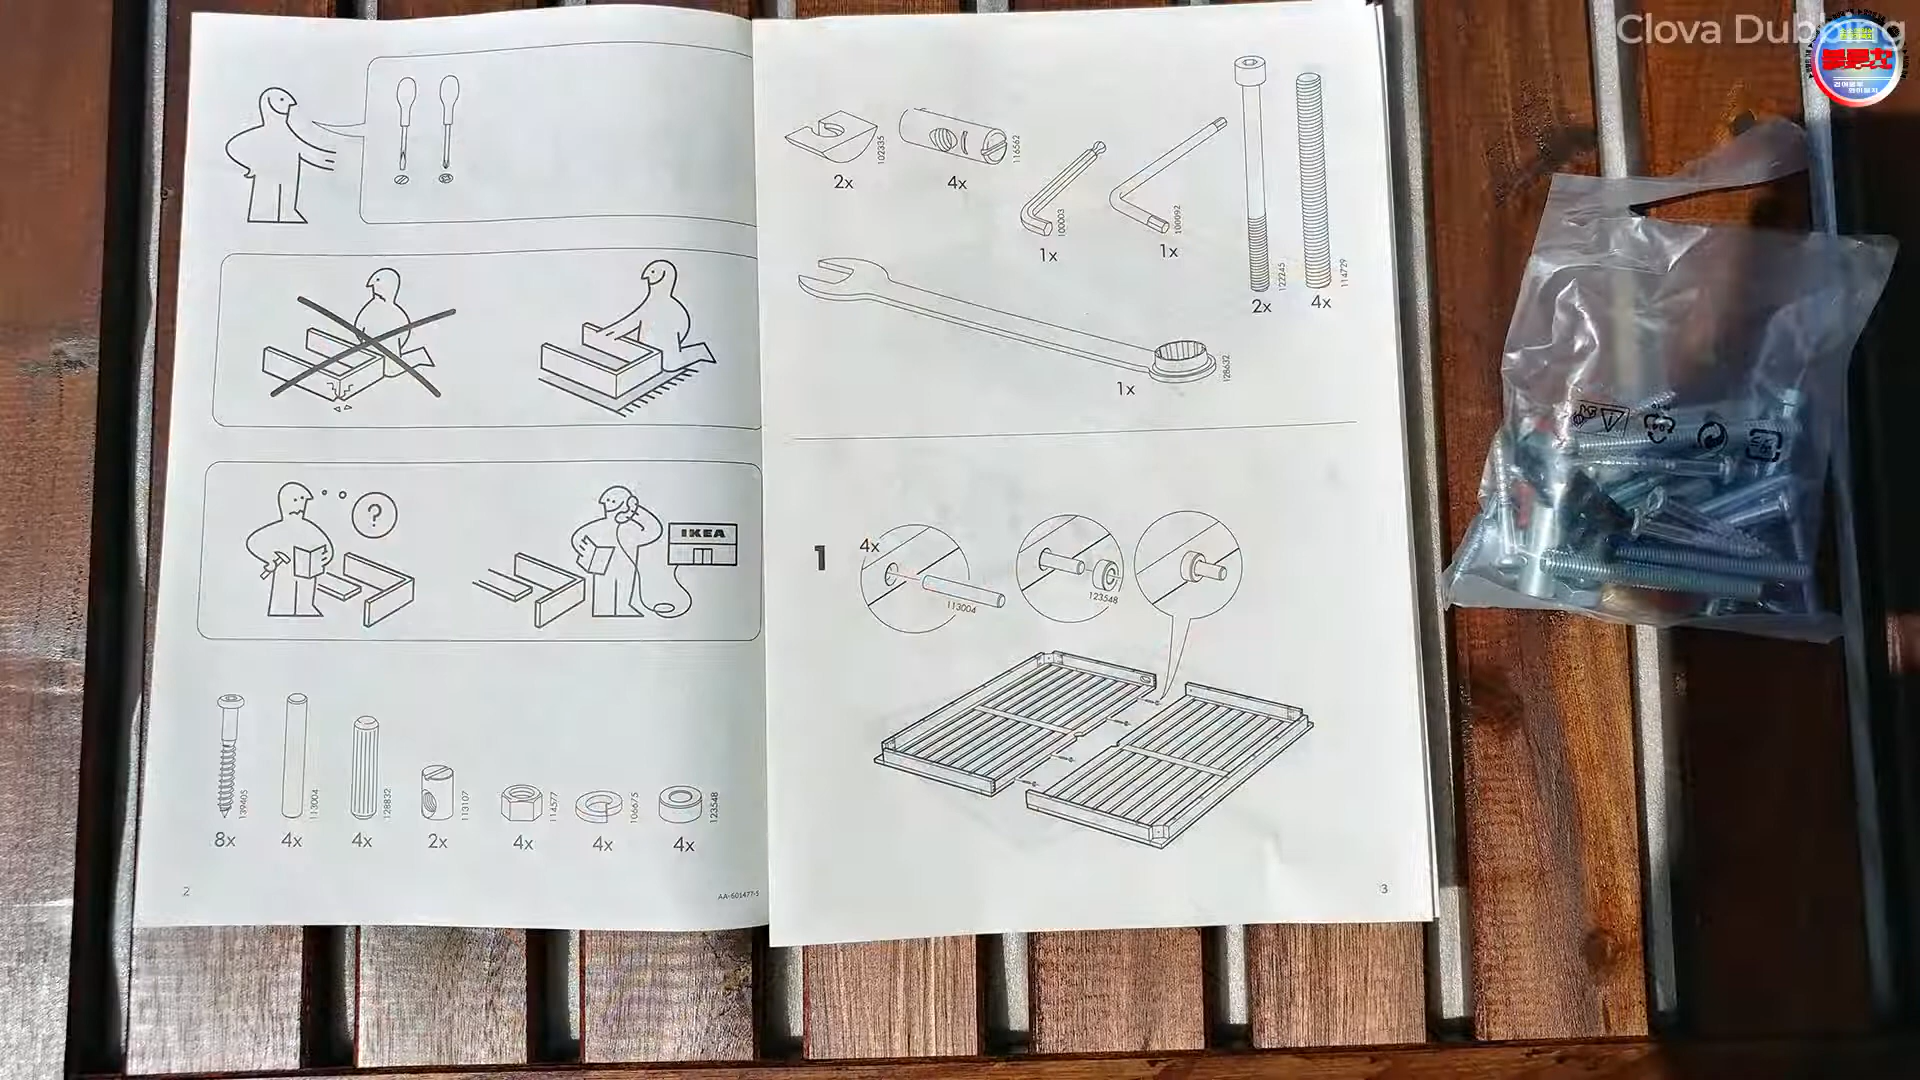 Clova Dubbing
?
IKEA
139405
113004
128832
113107
114577
106675
123548
8x
4x
4x
2x
4x
4x
4x
2
AA-601477-5
102335
116562
100003
100092
122245
114729
2x
4x
1x
1x
2x
4x
128632
1x
1
4x
113004
123548
3